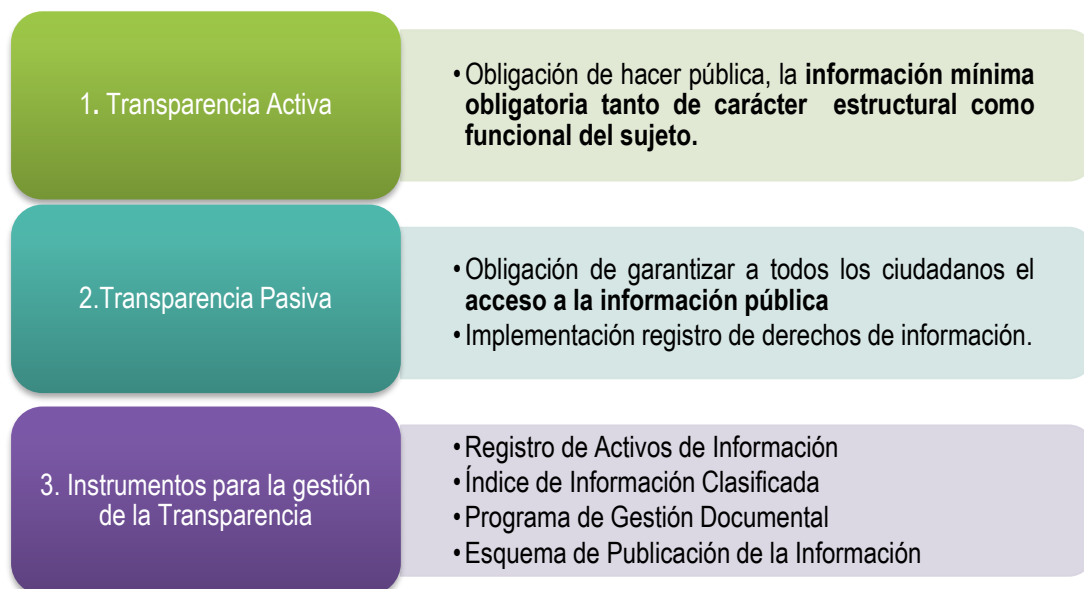 1. Transparencia Activa
•Obligación de hacer pública, la información mínima
obligatoria tanto de carácter estructural como
funcional del sujeto.
2.Transparencia Pasiva
•Obligación de garantizar a todos los ciudadanos el
acceso a la información pública
•Implementación registro de derechos de información.
3. Instrumentos para la gestión
de la Transparencia
•Registro de Activos de Información
•Índice de Información Clasificada
•Programa de Gestión Documental
•Esquema de Publicación de la Información